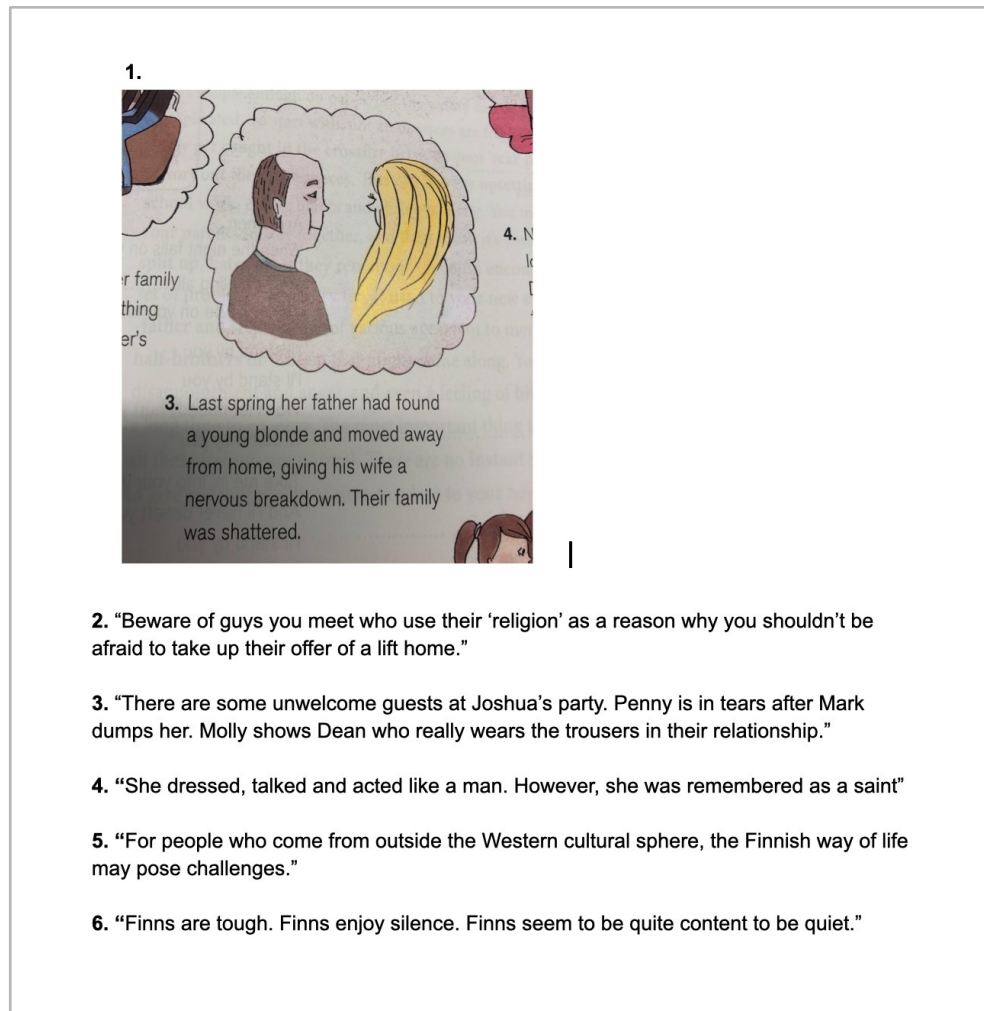 1.
4. N
r family
thing
er's
3. Last spring her father had found
a young blonde and moved away
from home, giving his wife a
nervous breakdown. Their family
was shattered.
2. “Beware of guys you meet who use their ‘religion’ as a reason why you shouldn’t be
afraid to take up their offer of a lift home.”
3. “There are some unwelcome guests at Joshua’s party. Penny is in tears after Mark
dumps her. Molly shows Dean who really wears the trousers in their relationship.”
4. “She dressed, talked and acted like a man. However, she was remembered as a saint”
5. “For people who come from outside the Western cultural sphere, the Finnish way of life
may pose challenges.”
6. “Finns are tough. Finns enjoy silence. Finns seem to be quite content to be quiet.”